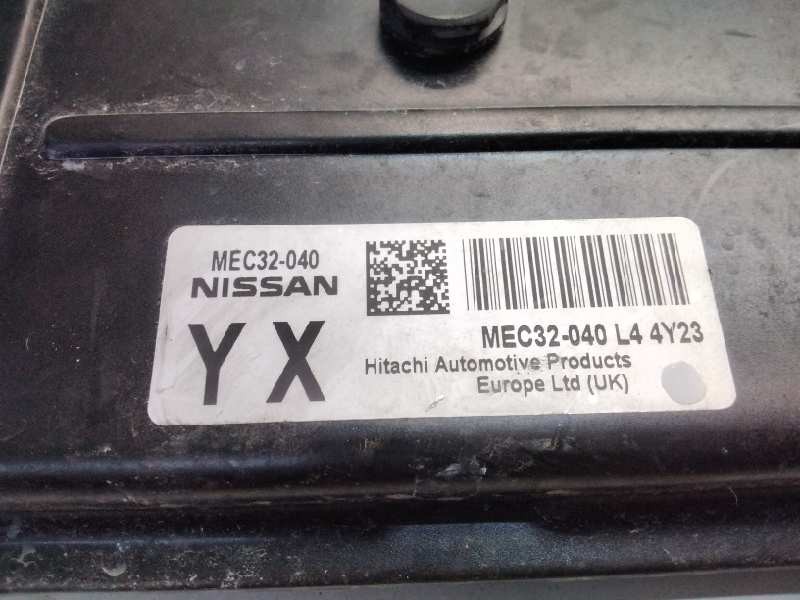 MEC32-040
NISSAN
YX
MEC32-040 L4 4Y23
Hitachi Automotive Products
Europe Ltd (UK)